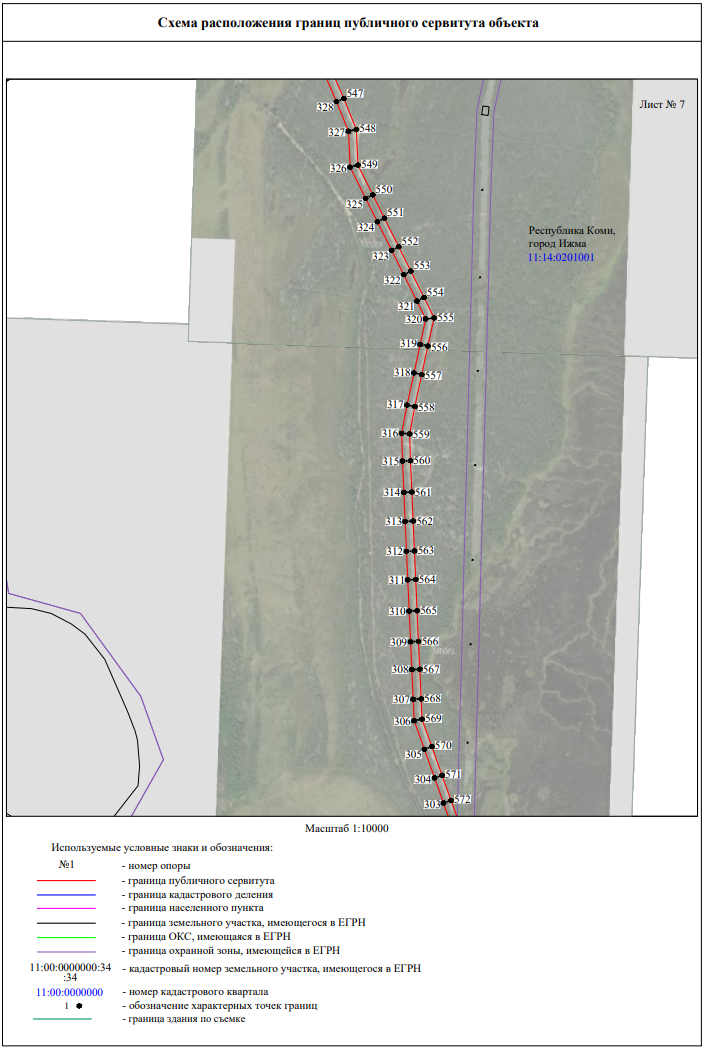 Схема расположения границ публичного сервитута объекта
Лист № 7
547
328
327
548
326
549
550
325
551
324
552
323
553
322
554
321
320
555
319
556
318
557
317
558
316
559
315
560
314
561
313
562
312
563
311
564
310
565
309
566
308
567
307
568
306
569
305
570
304
571
303
572
Yandex
Республика Коми,
город Ижма
11:14:0201001
Yandex
Масштаб 1:10000
Используемые условные знаки и обозначения:
№1 - номер опоры
- граница публичного сервитута
- граница кадастрового деления
- граница населенного пункта
- граница земельного участка, имеющегося в ЕГРН
- граница ОКС, имеющаяся в ЕГРН
- граница охранной зоны, имеющейся в ЕГРН
11:00:0000000:34 - кадастровый номер земельного участка, имеющегося в ЕГРН
:34
11:00:0000000 - номер кадастрового квартала
1 - обозначение характерных точек границ
- граница здания по съемке